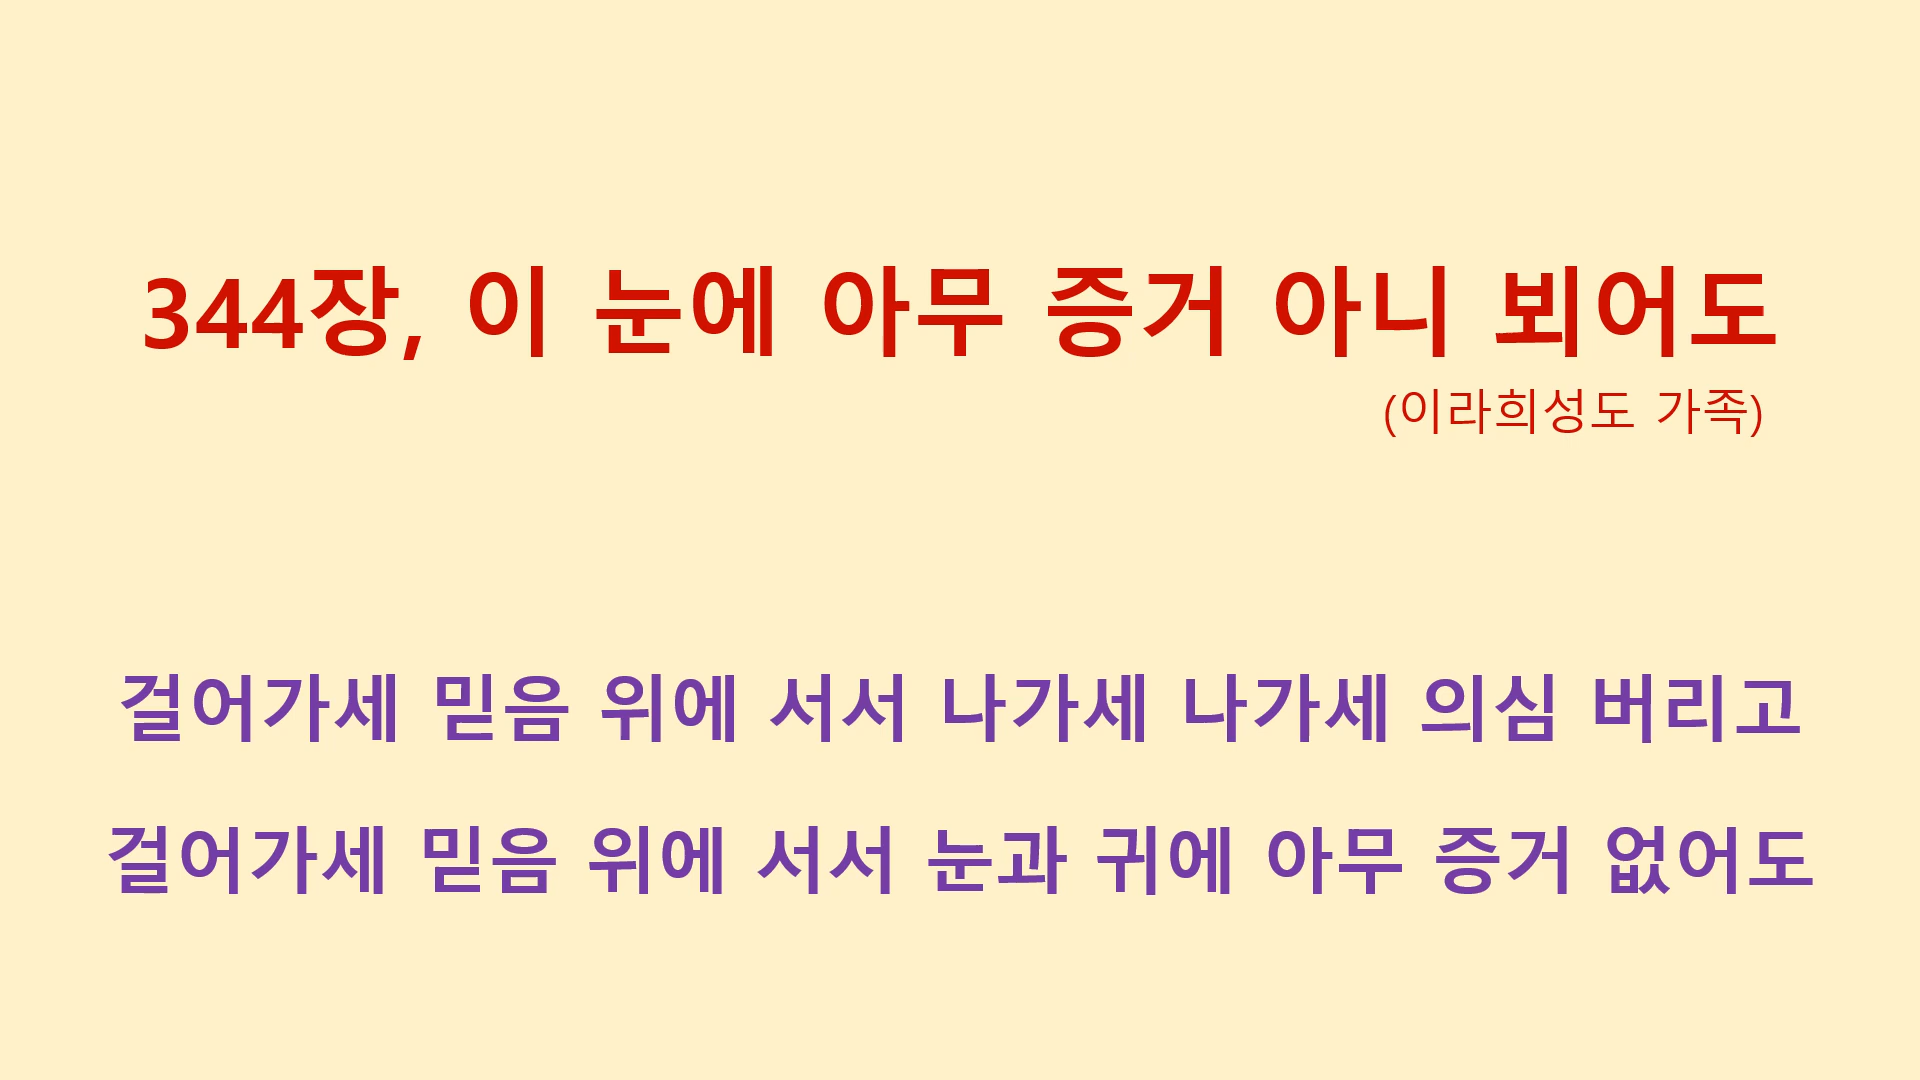 344장, 이 눈에 아무 증거 아니 뵈어도
(이라희성도 가족)
걸어가세 믿음 위에 서서 나가세 나가세 의심 버리고
걸어가세 믿음 위에 서서 눈과 귀에 아무 증거 없어도